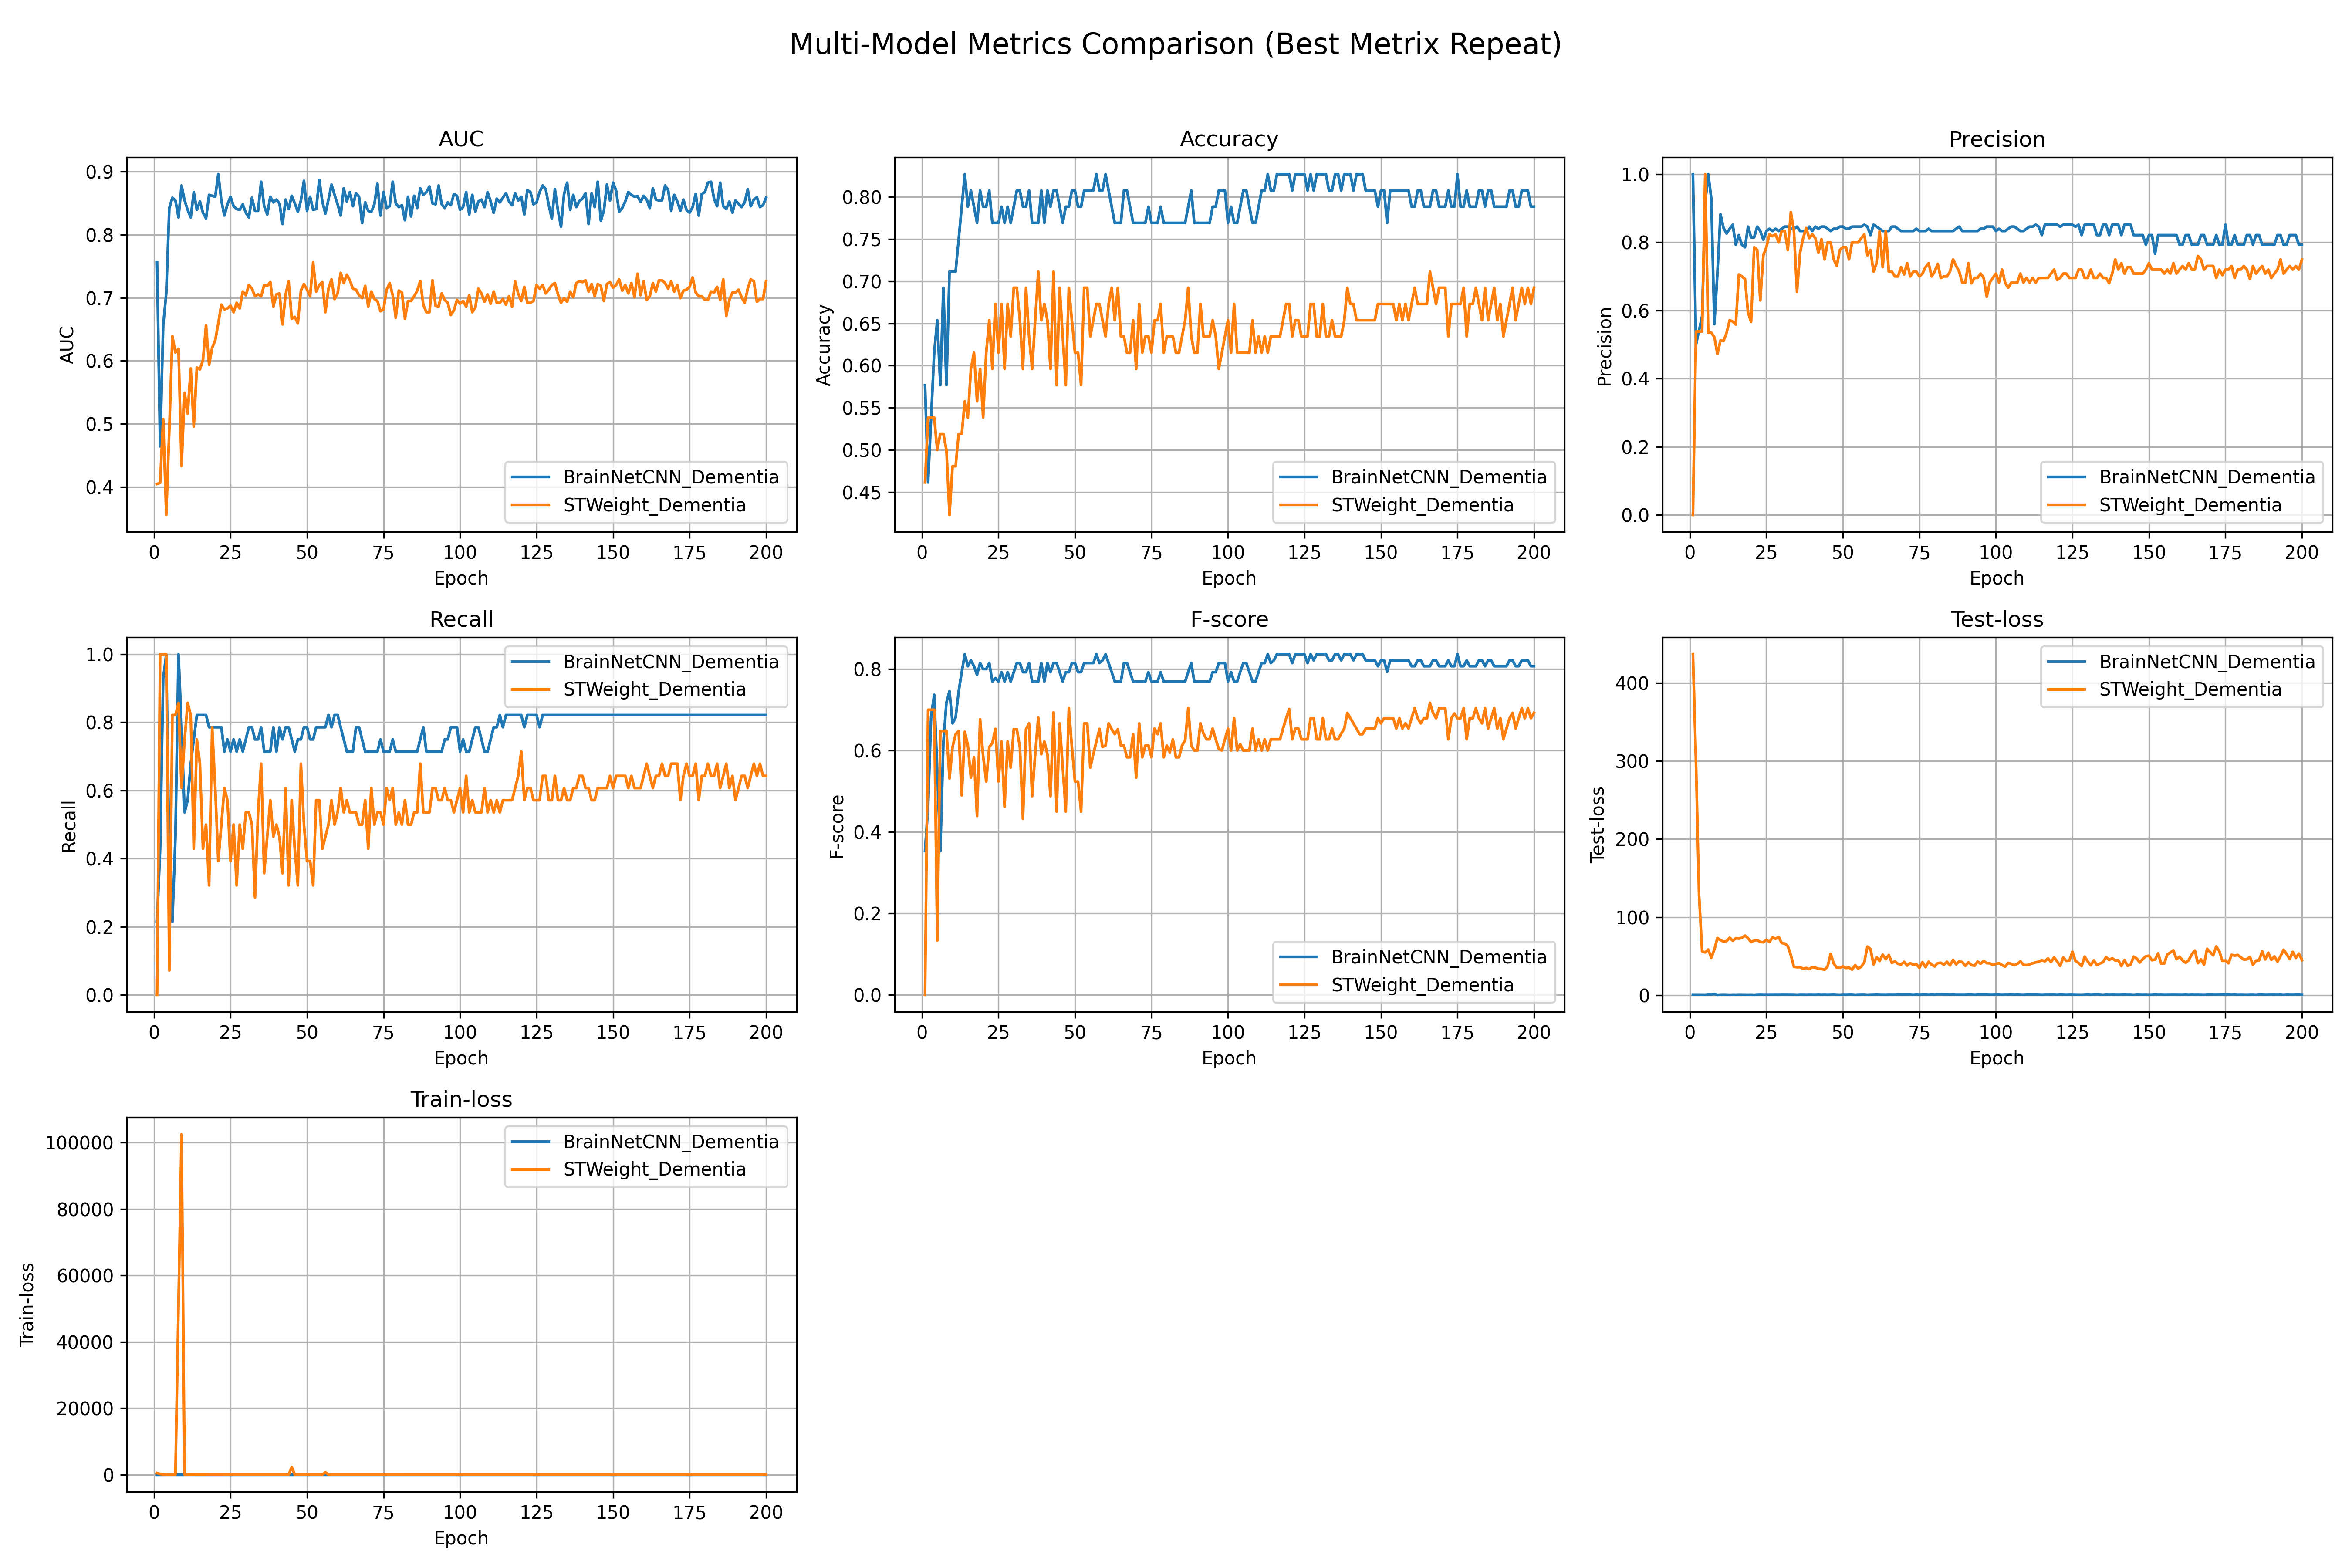 Multi-Model Metrics Comparison (Best Metrix Repeat)
AUC
0.9
0.8
0.7
0.6
0.5
0.4
AUC
BrainNetCNN_Dementia
STWeight_Dementia
0 25 50 75 100 125 150 175 200
Epoch
Accuracy
0.80
0.75
0.70
0.65
0.60
0.55
0.50
0.45
Accuracy
BrainNetCNN_Dementia
STWeight_Dementia
0 25 50 75 100 125 150 175 200
Epoch
Precision
1.0
0.8
0.6
0.4
0.2
0.0
Precision
BrainNetCNN_Dementia
STWeight_Dementia
0 25 50 75 100 125 150 175 200
Epoch
Recall
1.0
0.8
0.6
0.4
0.2
0.0
Recall
BrainNetCNN_Dementia
STWeight_Dementia
0 25 50 75 100 125 150 175 200
Epoch
F-score
0.8
0.6
0.4
0.2
0.0
F-score
BrainNetCNN_Dementia
STWeight_Dementia
0 25 50 75 100 125 150 175 200
Epoch
Test-loss
400
300
200
100
0
Test-loss
BrainNetCNN_Dementia
STWeight_Dementia
0 25 50 75 100 125 150 175 200
Epoch
Train-loss
100000
80000
60000
40000
20000
0
Train-loss
BrainNetCNN_Dementia
STWeight_Dementia
0 25 50 75 100 125 150 175 200
Epoch